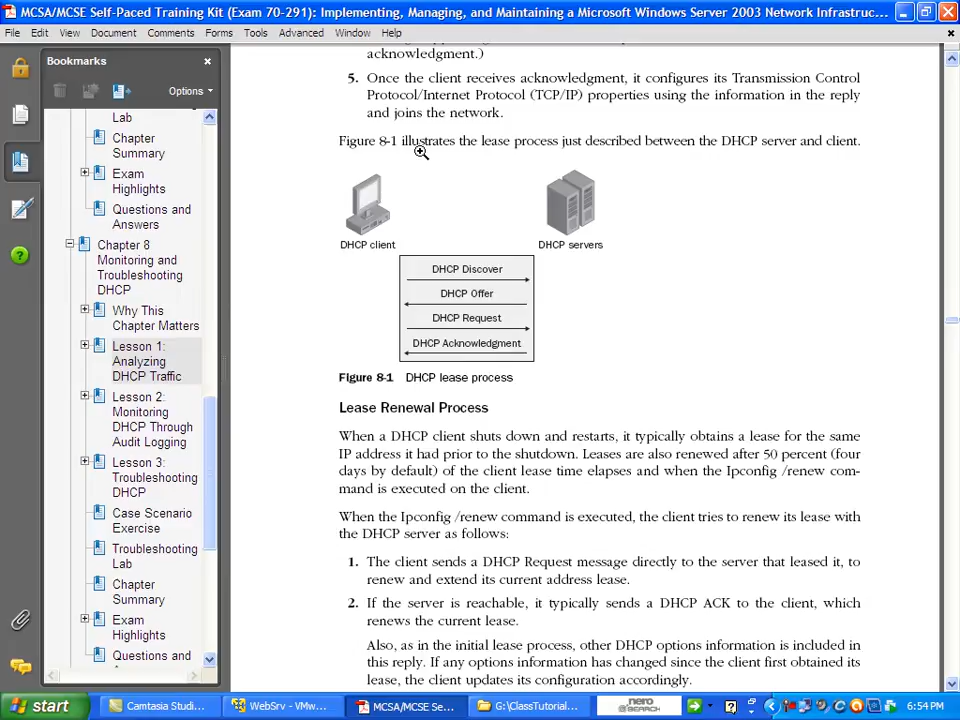 MCSA/MCSE Self-Paced Training Kit (Exam 70-291): Implementing, Managing, and Maintaining a Microsoft Windows Server 2003 Network Infrastruc...
File Edit View Document Comments Forms Tools Advanced Window Help
Bookmarks
Options
Lab
Chapter
Summary
Exam
Highlights
Questions and
Answers
Chapter 8
Monitoring and
Troubleshooting
DHCP
Why This
Chapter Matters
Lesson 1:
Analyzing
DHCP Traffic
Lesson 2:
Monitoring
DHCP Through
Audit Logging
Lesson 3:
Troubleshooting
DHCP
Case Scenario
Exercise
Troubleshooting
Lab
Chapter
Summary
Exam
Highlights
Questions and
acknowledgment.)
5. Once the client receives acknowledgment, it configures its Transmission Control
Protocol/Internet Protocol (TCP/IP) properties using the information in the reply
and joins the network.
Figure 8-1 illustrates the lease process just described between the DHCP server and client.
DHCP client
DHCP servers
DHCP Discover
DHCP Offer
DHCP Request
DHCP Acknowledgment
Figure 8-1 DHCP lease process
Lease Renewal Process
When a DHCP client shuts down and restarts, it typically obtains a lease for the same
IP address it had prior to the shutdown. Leases are also renewed after 50 percent (four
days by default) of the client lease time elapses and when the Ipconfig /renew com-
mand is executed on the client.
When the Ipconfig /renew command is executed, the client tries to renew its lease with
the DHCP server as follows:
1. The client sends a DHCP Request message directly to the server that leased it, to
renew and extend its current address lease.
2. If the server is reachable, it typically sends a DHCP ACK to the client, which
renews the current lease.
Also, as in the initial lease process, other DHCP options information is included in
this reply. If any options information has changed since the client first obtained its
lease, the client updates its configuration accordingly.
start
Camtasia Studi...
WebSrv - VMw...
MCSA/MCSE Se...
G:\ClassTutorial...
nero
SEARCH
6:54 PM